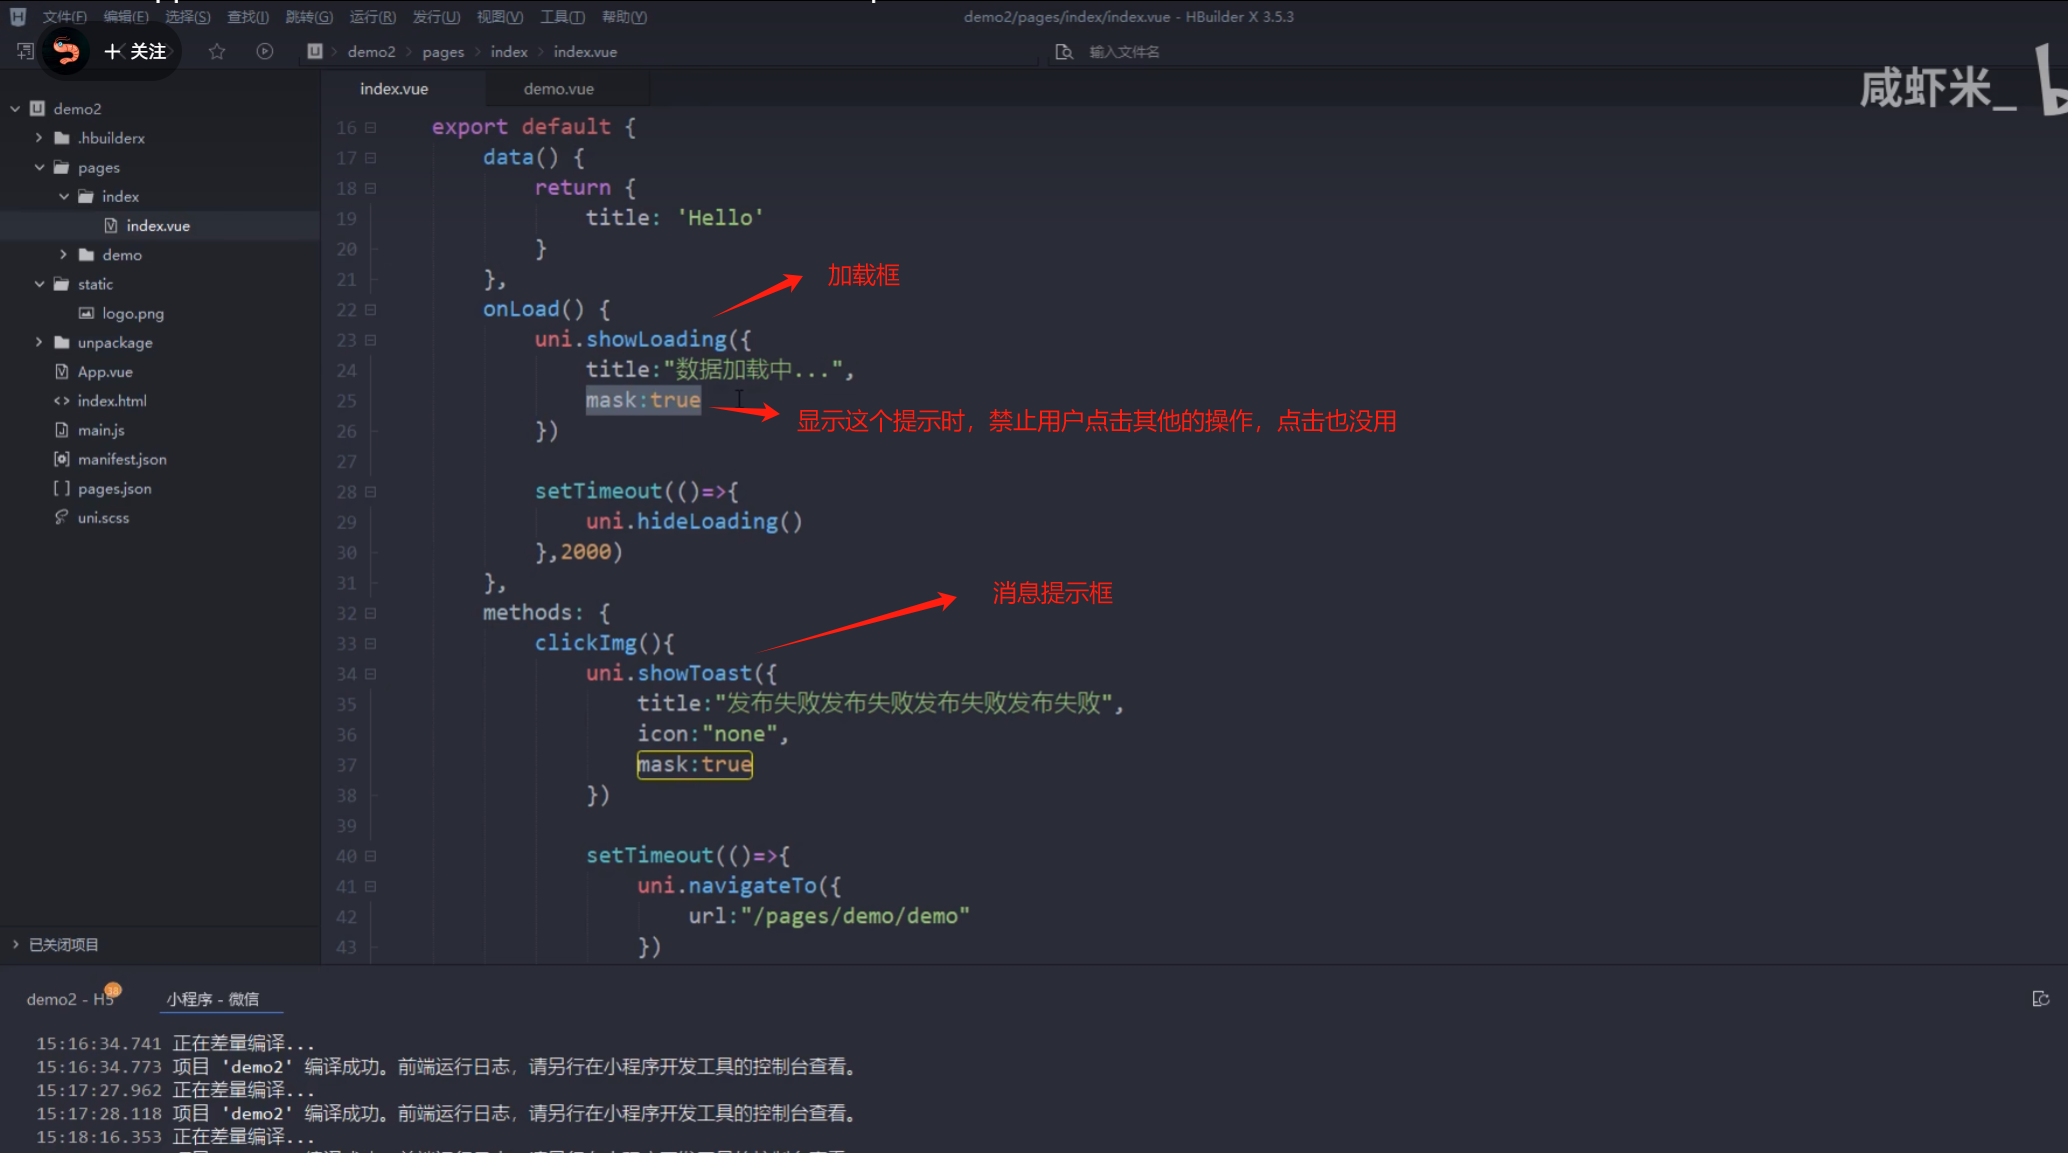 文件(F) 编辑(E) 选择(S) 查找(I) 跳转(G) 运行(R) 发行(U) 视图(V) 工具(T) 帮助(Y) demo2/pages/index/index.vue - HBuilder X 3.5.3
关注 demo2 pages index index.vue 输入文件名
咸虾米_
index.vue demo.vue
demo2
.hbuilderx
pages
index
index.vue
demo
static
logo.png
unpackage
App.vue
index.html
main.js
manifest.json
pages.json
uni.scss
已关闭项目
16 export default {
17 data() {
18 return {
19 title: 'Hello'
20 }
21 },
加载框
22 onLoad() {
23 uni.showLoading({
24 title:"数据加载中...",
25 mask:true
显示这个提示时，禁止用户点击其他的操作，点击也没用
26 })
27
28 setTimeout(()=>{
29 uni.hideLoading()
30 },2000)
31 },
消息提示框
32 methods: {
33 clickImg(){
34 uni.showToast({
35 title:"发布失败发布失败发布失败发布失败",
36 icon:"none",
37 mask:true
38 })
39
40 setTimeout(()=>{
41 uni.navigateTo({
42 url:"/pages/demo/demo"
43 })
demo2 - H5 38 小程序 - 微信
15:16:34.741 正在差量编译...
15:16:34.773 项目 'demo2' 编译成功。前端运行日志，请另行在小程序开发工具的控制台查看。
15:17:27.962 正在差量编译...
15:17:28.118 项目 'demo2' 编译成功。前端运行日志，请另行在小程序开发工具的控制台查看。
15:18:16.353 正在差量编译...